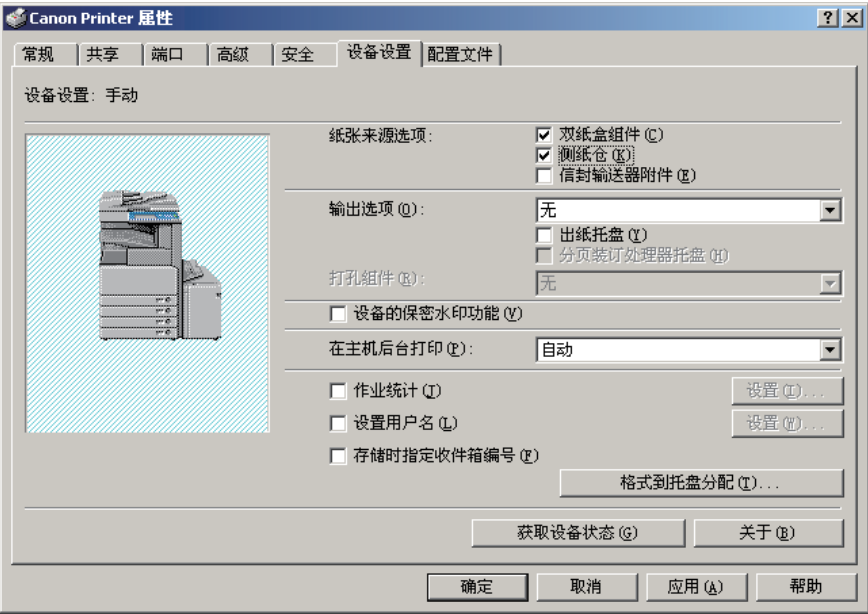 Canon Printer 属性
常规 共享 端口 高级 安全 设备设置 配置文件
设备设置: 手动
纸张来源选项: 双纸盒组件(C)
侧纸仓(K)
信封输送器附件(E)
输出选项(O): 无
出纸托盘(Y)
分页装订处理器托盘(H)
打孔组件(R): 无
设备的保密水印功能(V)
在主机后台打印(P): 自动
作业统计(J) 设置(I)...
设置用户名(L) 设置(W)...
存储时指定收件箱编号(F)
格式到托盘分配(T)...
获取设备状态(G) 关于(B)
确定 取消 应用(A) 帮助